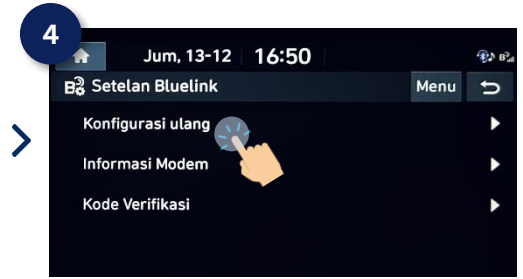 4
Jum, 13-12 16:50
Setelan Bluelink Menu
Konfigurasi ulang
Informasi Modem
Kode Verifikasi